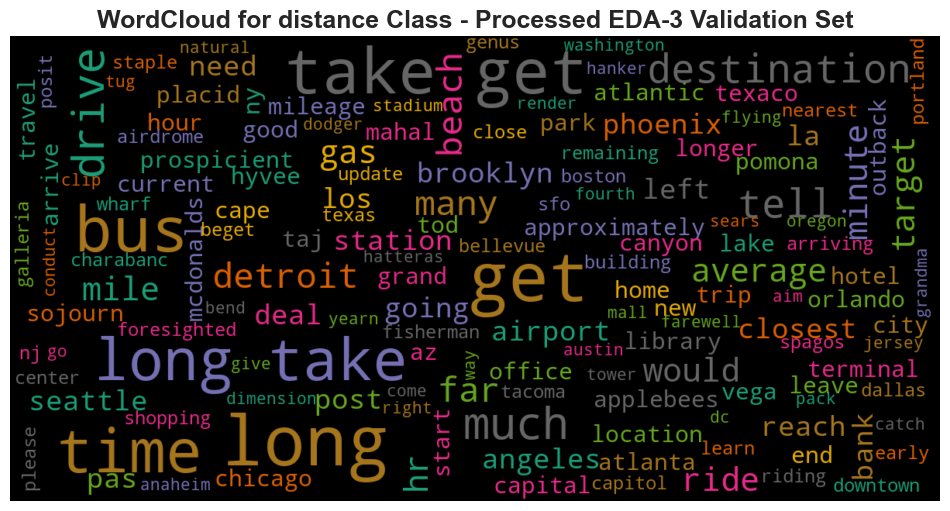 WordCloud for distance Class - Processed EDA-3 Validation Set
natural
genus
washington
staple
need
take get
hanker
destination
portland
posit
tug
drive
placid
ny
mileage
stadium
beach
render
atlantic
texaco
nearest
travel
hour
good
dodger
mahal
close
park
phoenix
flying
la
outback
airdrome
gas
update
remaining
longer
pomona
minute
target
prospicient
hyvee
brooklyn
boston
clip
current
los
fourth
left
tell
arrive
wharf
cape
texas
many
sfo
approximately
sears
oregon
galleria
conduct
bus
beget
taj
station
tod
bellevue
canyon
lake
arriving
charabanc
mcdonalds
detroit
hatteras
grand
get
building
average
hotel
grandma
mile
home
new
trip
aim
orlando
sojourn
bend
deal
yearn
going
mall
farewell
closest
city
foresighted
fisherman
airport
library
spagos
jersey
nj
go
long take
give
az
way
austin
would
terminal
center
far
office
tower
applebees
vega
leave
dallas
seattle
dimension
post
come
right
tacoma
pack
shopping
much
dc
reach
catch
please
time
long
start
location
learn
end
bank
early
hr
angeles
atlanta
pas
anaheim
chicago
capital
capitol
ride
riding
downtown